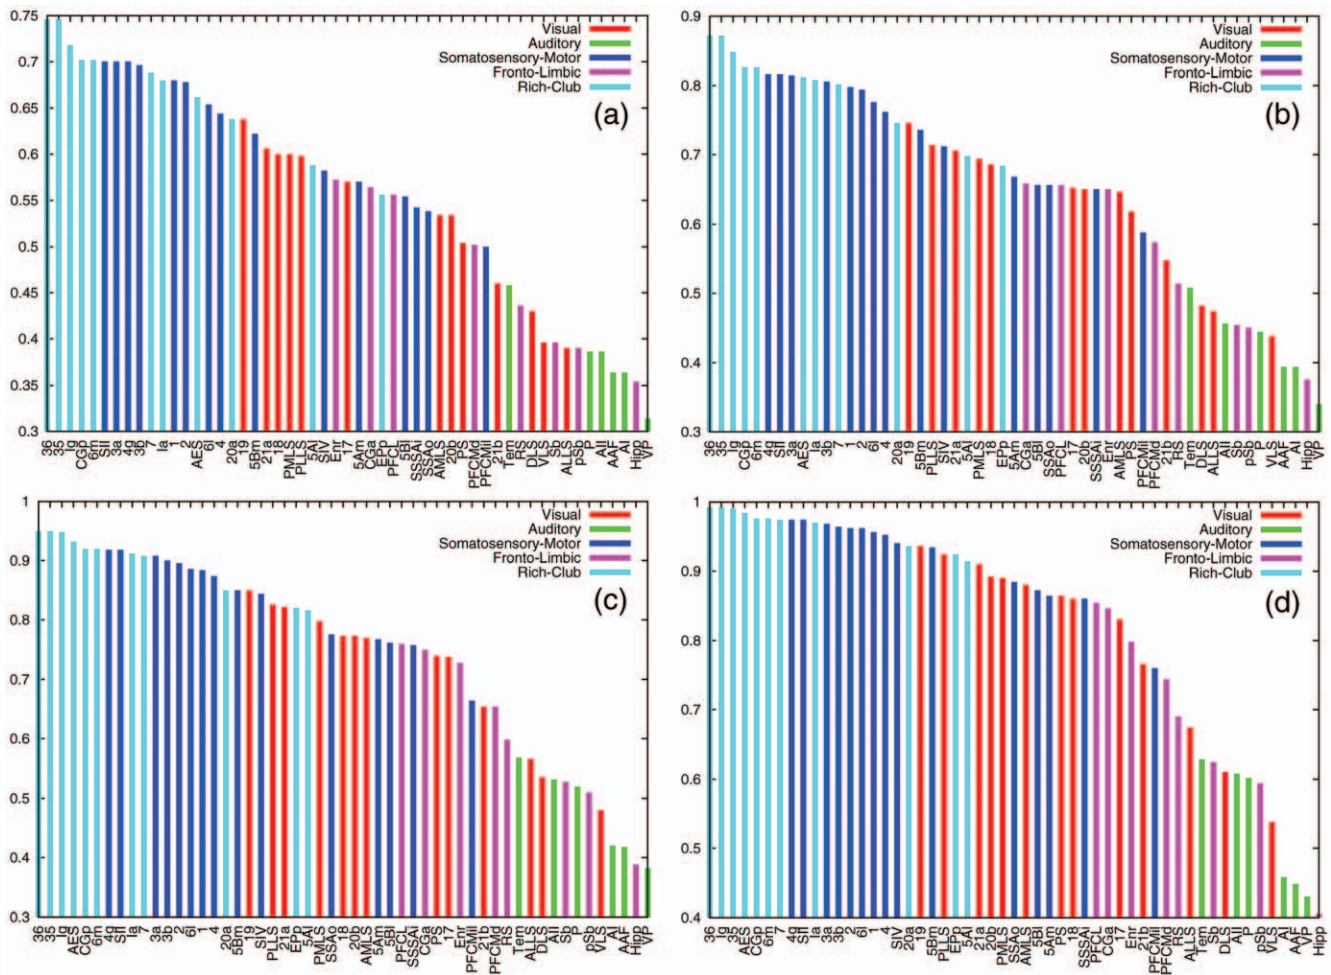 0.75
0.7
0.65
0.6
0.55
0.5
0.45
0.4
0.35
0.3
Visual
Auditory
Somatosensory-Motor
Fronto-Limbic
Rich-Club
(a)
36 35 Ig CGp 6m SII 3a 4g 3b 7 Ia 1 2 AES 6l 4 20a 19 5Bm 21a 18 PMLS PLLS 5Al SIV Enr 17 5Am CGa EPp PFCL 5Bl SSSAi SSAo AMLS 20b PS PFCMd PFCMil 21b Tem RS DLS VLS Sb ALLS pSb P AII AAF AI Hipp VP
0.9
0.8
0.7
0.6
0.5
0.4
0.3
Visual
Auditory
Somatosensory-Motor
Fronto-Limbic
Rich-Club
(b)
36 35 Ig CGp 6m 4g SII 3a AES Ia 3b 7 1 2 6l 4 20a 19 5Bm PLLS SIV 21a 5Al PMLS 18 EPp 5Am CGa 5Bl SSAo PFCL 17 20b SSSAi Enr AMLS PS PFCMil PFCMd 21b RS Tem DLS ALLS AII Sb pSb P VLS AAF AI Hipp VP
1
0.9
0.8
0.7
0.6
0.5
0.4
0.3
Visual
Auditory
Somatosensory-Motor
Fronto-Limbic
Rich-Club
(c)
36 35 Ig AES CGp 6m 4g SII Ia 7 3a 3b 2 6l 1 4 20a 5Bm 19 SIV PLLS 21a EPp 5Al PMLS SSAo 18 20b AMLS 5Am 5Bl PFCL SSSAi CGa PS 17 Enr PFCMil 21b PFCMd RS Tem ALLS DLS AII Sb P pSb VLS AI AAF Hipp VP
1
0.9
0.8
0.7
0.6
0.5
0.4
Visual
Auditory
Somatosensory-Motor
Fronto-Limbic
Rich-Club
(d)
36 Ig 35 AES CGp 6m 7 4g SII Ia 3a 3b 2 6l 1 4 SIV 20a 19 5Bm PLLS EPp 5Al 21a 20b PMLS SSAo AMLS 5Bl 5Am PS 18 SSSAi PFCL CGa 17 Enr 21b PFCMil PFCMd RS ALLS Tem Sb DLS AII P pSb VLS AI AAF VP Hipp